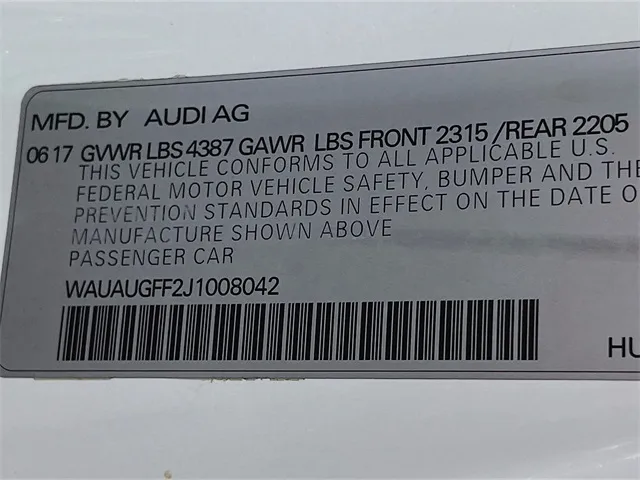 MFD. BY AUDI AG
06 17 GVWR LBS 4387 GAWR LBS FRONT 2315 /REAR 2205
THIS VEHICLE CONFORMS TO ALL APPLICABLE U.S.
FEDERAL MOTOR VEHICLE SAFETY, BUMPER AND THE
PREVENTION STANDARDS IN EFFECT ON THE DATE O
MANUFACTURE SHOWN ABOVE
PASSENGER CAR
WAUAUGFF2J1008042
HU